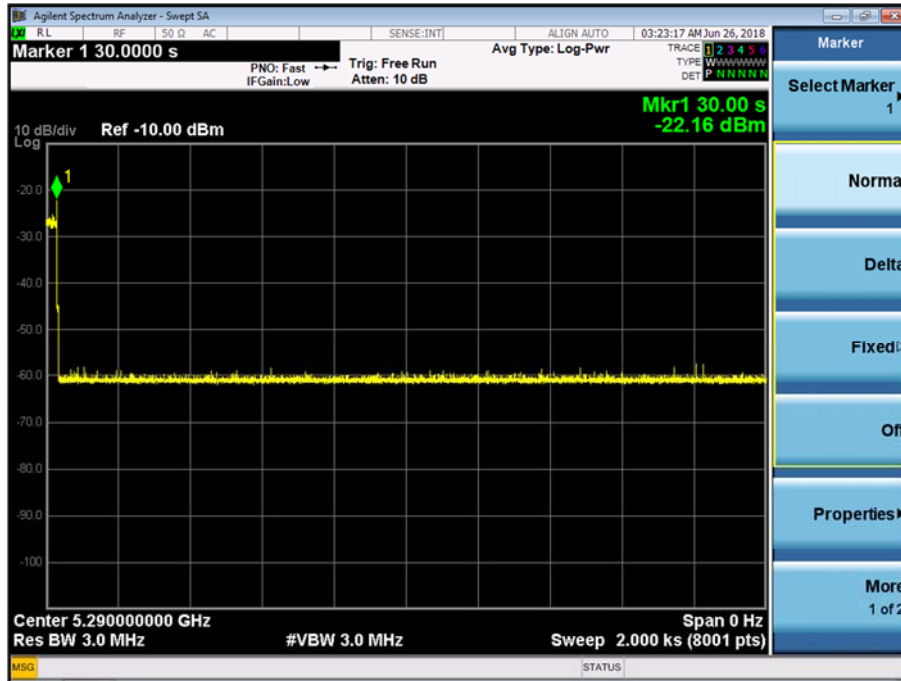 Agilent Spectrum Analyzer - Swept SA
RL RF 50 Ω AC SENSE:INT ALIGN AUTO 03:23:17 AM Jun 26, 2018
Marker 1 30.0000 s
PNO: Fast
IFGain:Low
Trig: Free Run
Atten: 10 dB
Avg Type: Log-Pwr
TRACE 1 2 3 4 5 6
TYPE WWWWWW
DET P N N N N N
Mkr1 30.00 s
-22.16 dBm
10 dB/div Ref -10.00 dBm
Log
1
-20.0
-30.0
-40.0
-50.0
-60.0
-70.0
-80.0
-90.0
-100
Center 5.290000000 GHz Span 0 Hz
Res BW 3.0 MHz #VBW 3.0 MHz Sweep 2.000 ks (8001 pts)
MSG STATUS
Marker
Select Marker
1
Norma
Delta
Fixed
Off
Properties
More
1 of 2